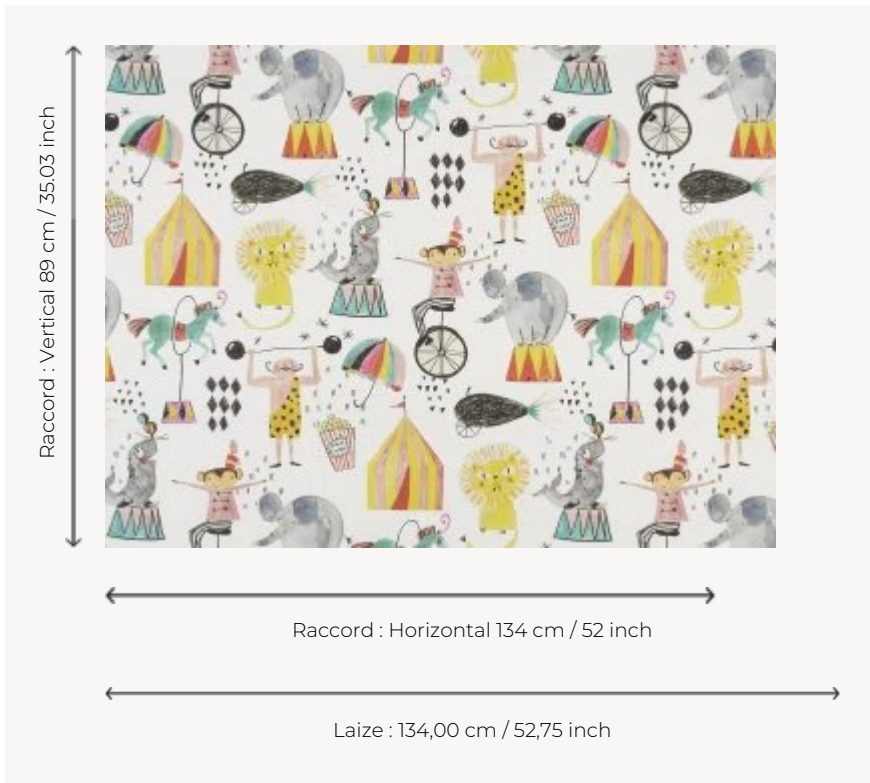 Raccord : Vertical 89 cm / 35.03 inch
Raccord : Horizontal 134 cm / 52 inch
Laize : 134,00 cm / 52,75 inch